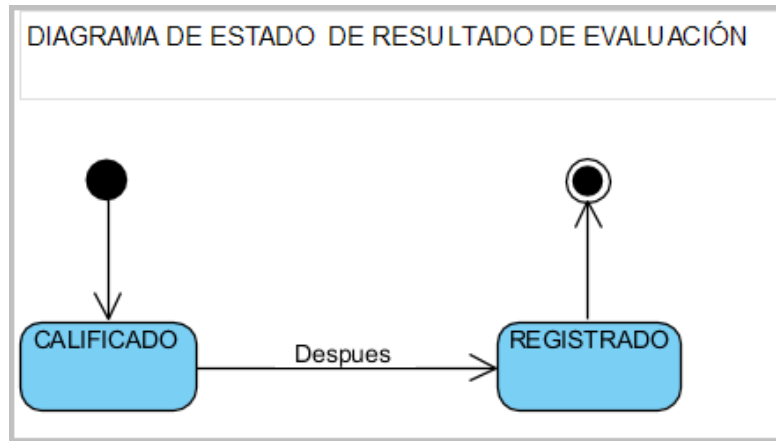 DIAGRAMA DE ESTADO DE RESULTADO DE EVALUACIÓN
CALIFICADO
Despues
REGISTRADO